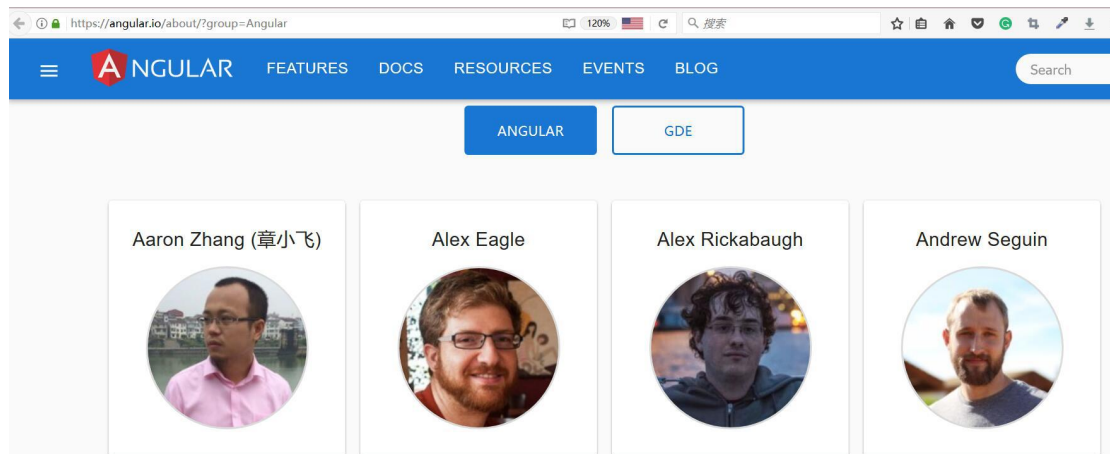 https://angular.io/about/?group=Angular 120% 搜索
ANGULAR FEATURES DOCS RESOURCES EVENTS BLOG Search
ANGULAR GDE
Aaron Zhang (章小飞) Alex Eagle Alex Rickabaugh Andrew Seguin